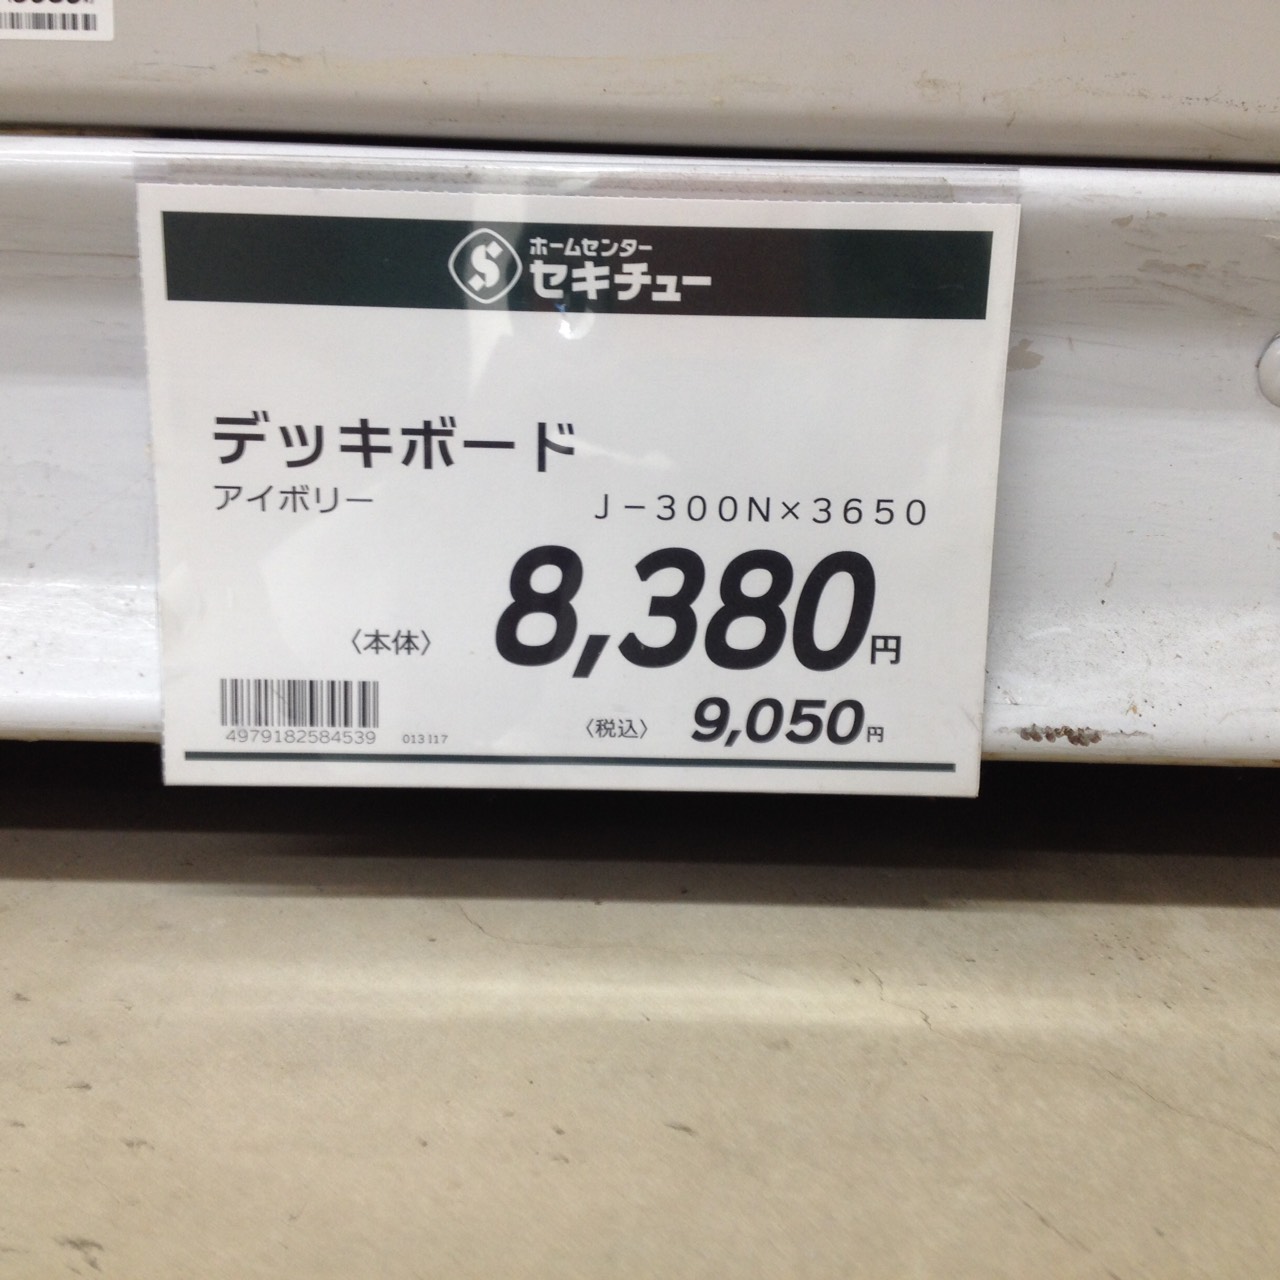 ホームセンター
セキチュー
デッキボード
アイボリー
J-300N×3650
〈本体〉 8,380円
〈税込〉 9,050円
4979182584539 013117